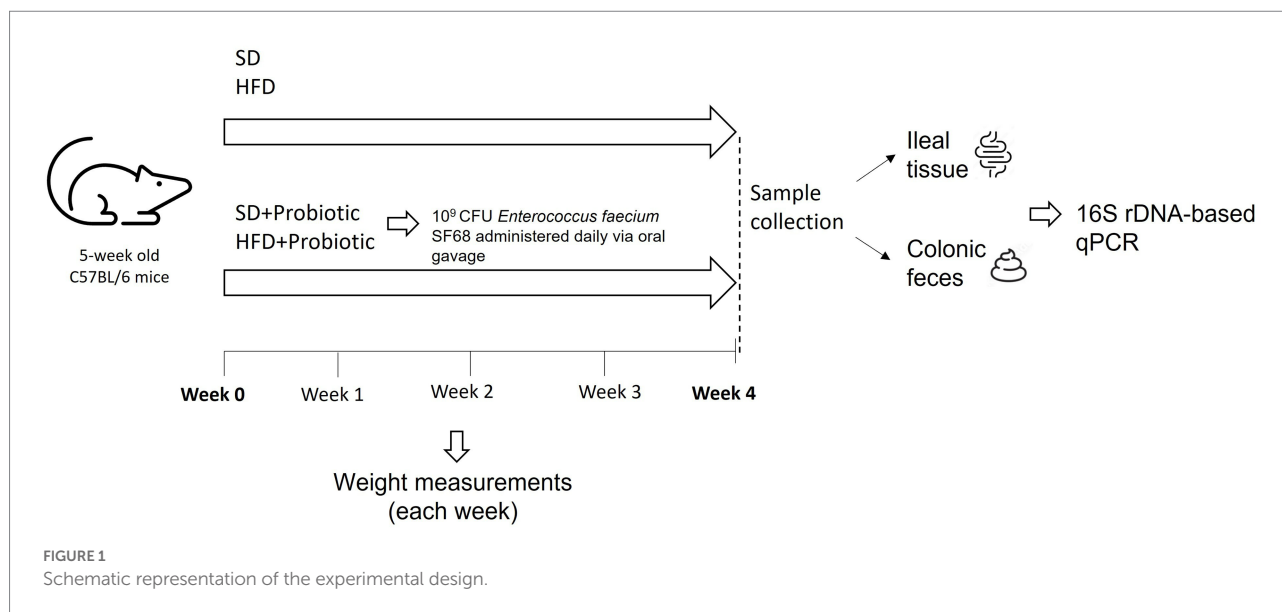 SD
HFD
5-week old
C57BL/6 mice
SD+Probiotic
HFD+Probiotic
10⁹ CFU Enterococcus faecium
SF68 administered daily via oral
gavage
Sample
collection
Ileal
tissue
Colonic
feces
16S rDNA-based
qPCR
Week 0
Week 1
Week 2
Week 3
Week 4
Weight measurements
(each week)
FIGURE 1
Schematic representation of the experimental design.